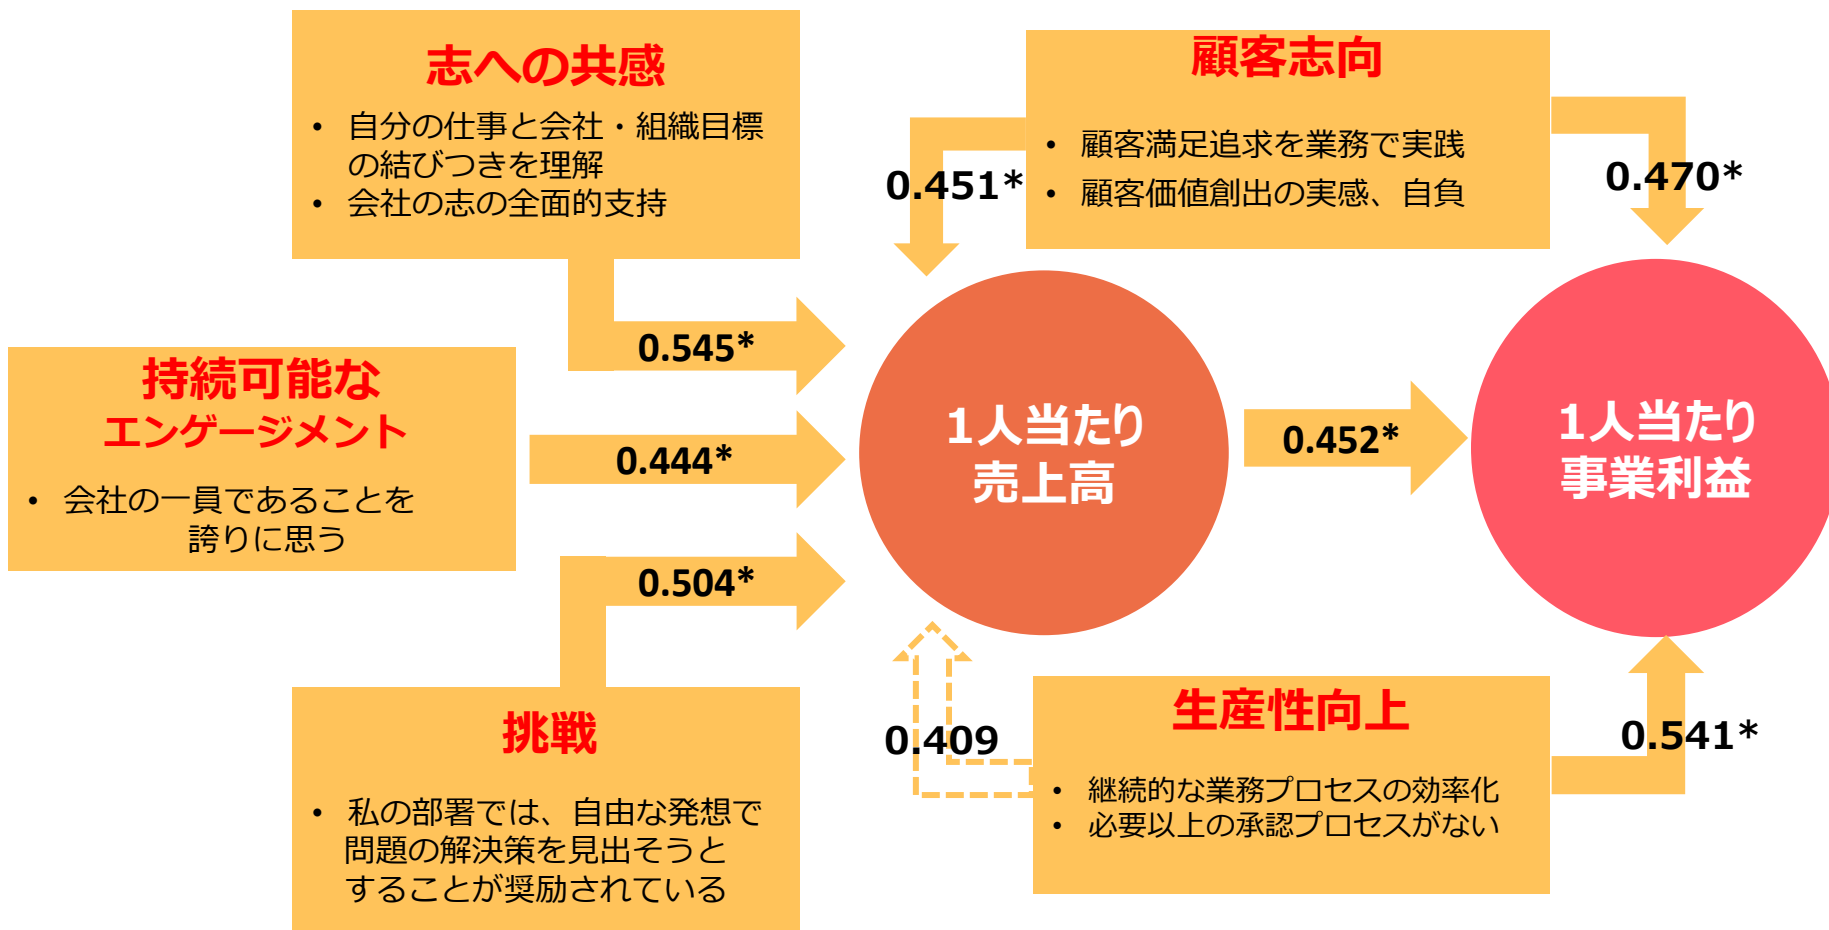 志への共感
• 自分の仕事と会社・組織目標
の結びつきを理解
• 会社の志の全面的支持
顧客志向
• 顧客満足追求を業務で実践
• 顧客価値創出の実感、自負
0.451*
0.470*
0.545*
持続可能な
エンゲージメント
• 会社の一員であることを
誇りに思う
0.444*
1人当たり
売上高
0.452*
1人当たり
事業利益
0.504*
挑戦
• 私の部署では、自由な発想で
問題の解決策を見出そうと
することが奨励されている
0.409
生産性向上
• 継続的な業務プロセスの効率化
• 必要以上の承認プロセスがない
0.541*